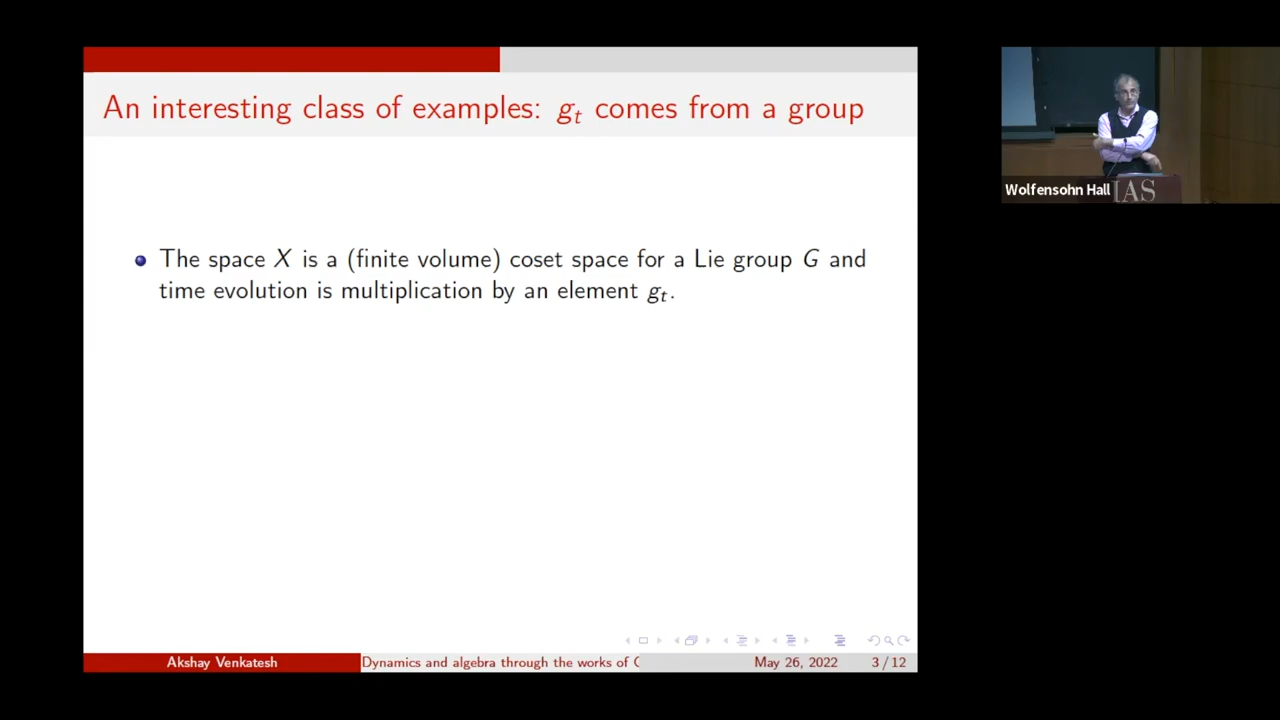 An interesting class of examples: gₜ comes from a group
The space X is a (finite volume) coset space for a Lie group G and
time evolution is multiplication by an element gₜ.
Wolfensohn Hall
IAS
Akshay Venkatesh
Dynamics and algebra through the works of
May 26, 2022
3 / 12